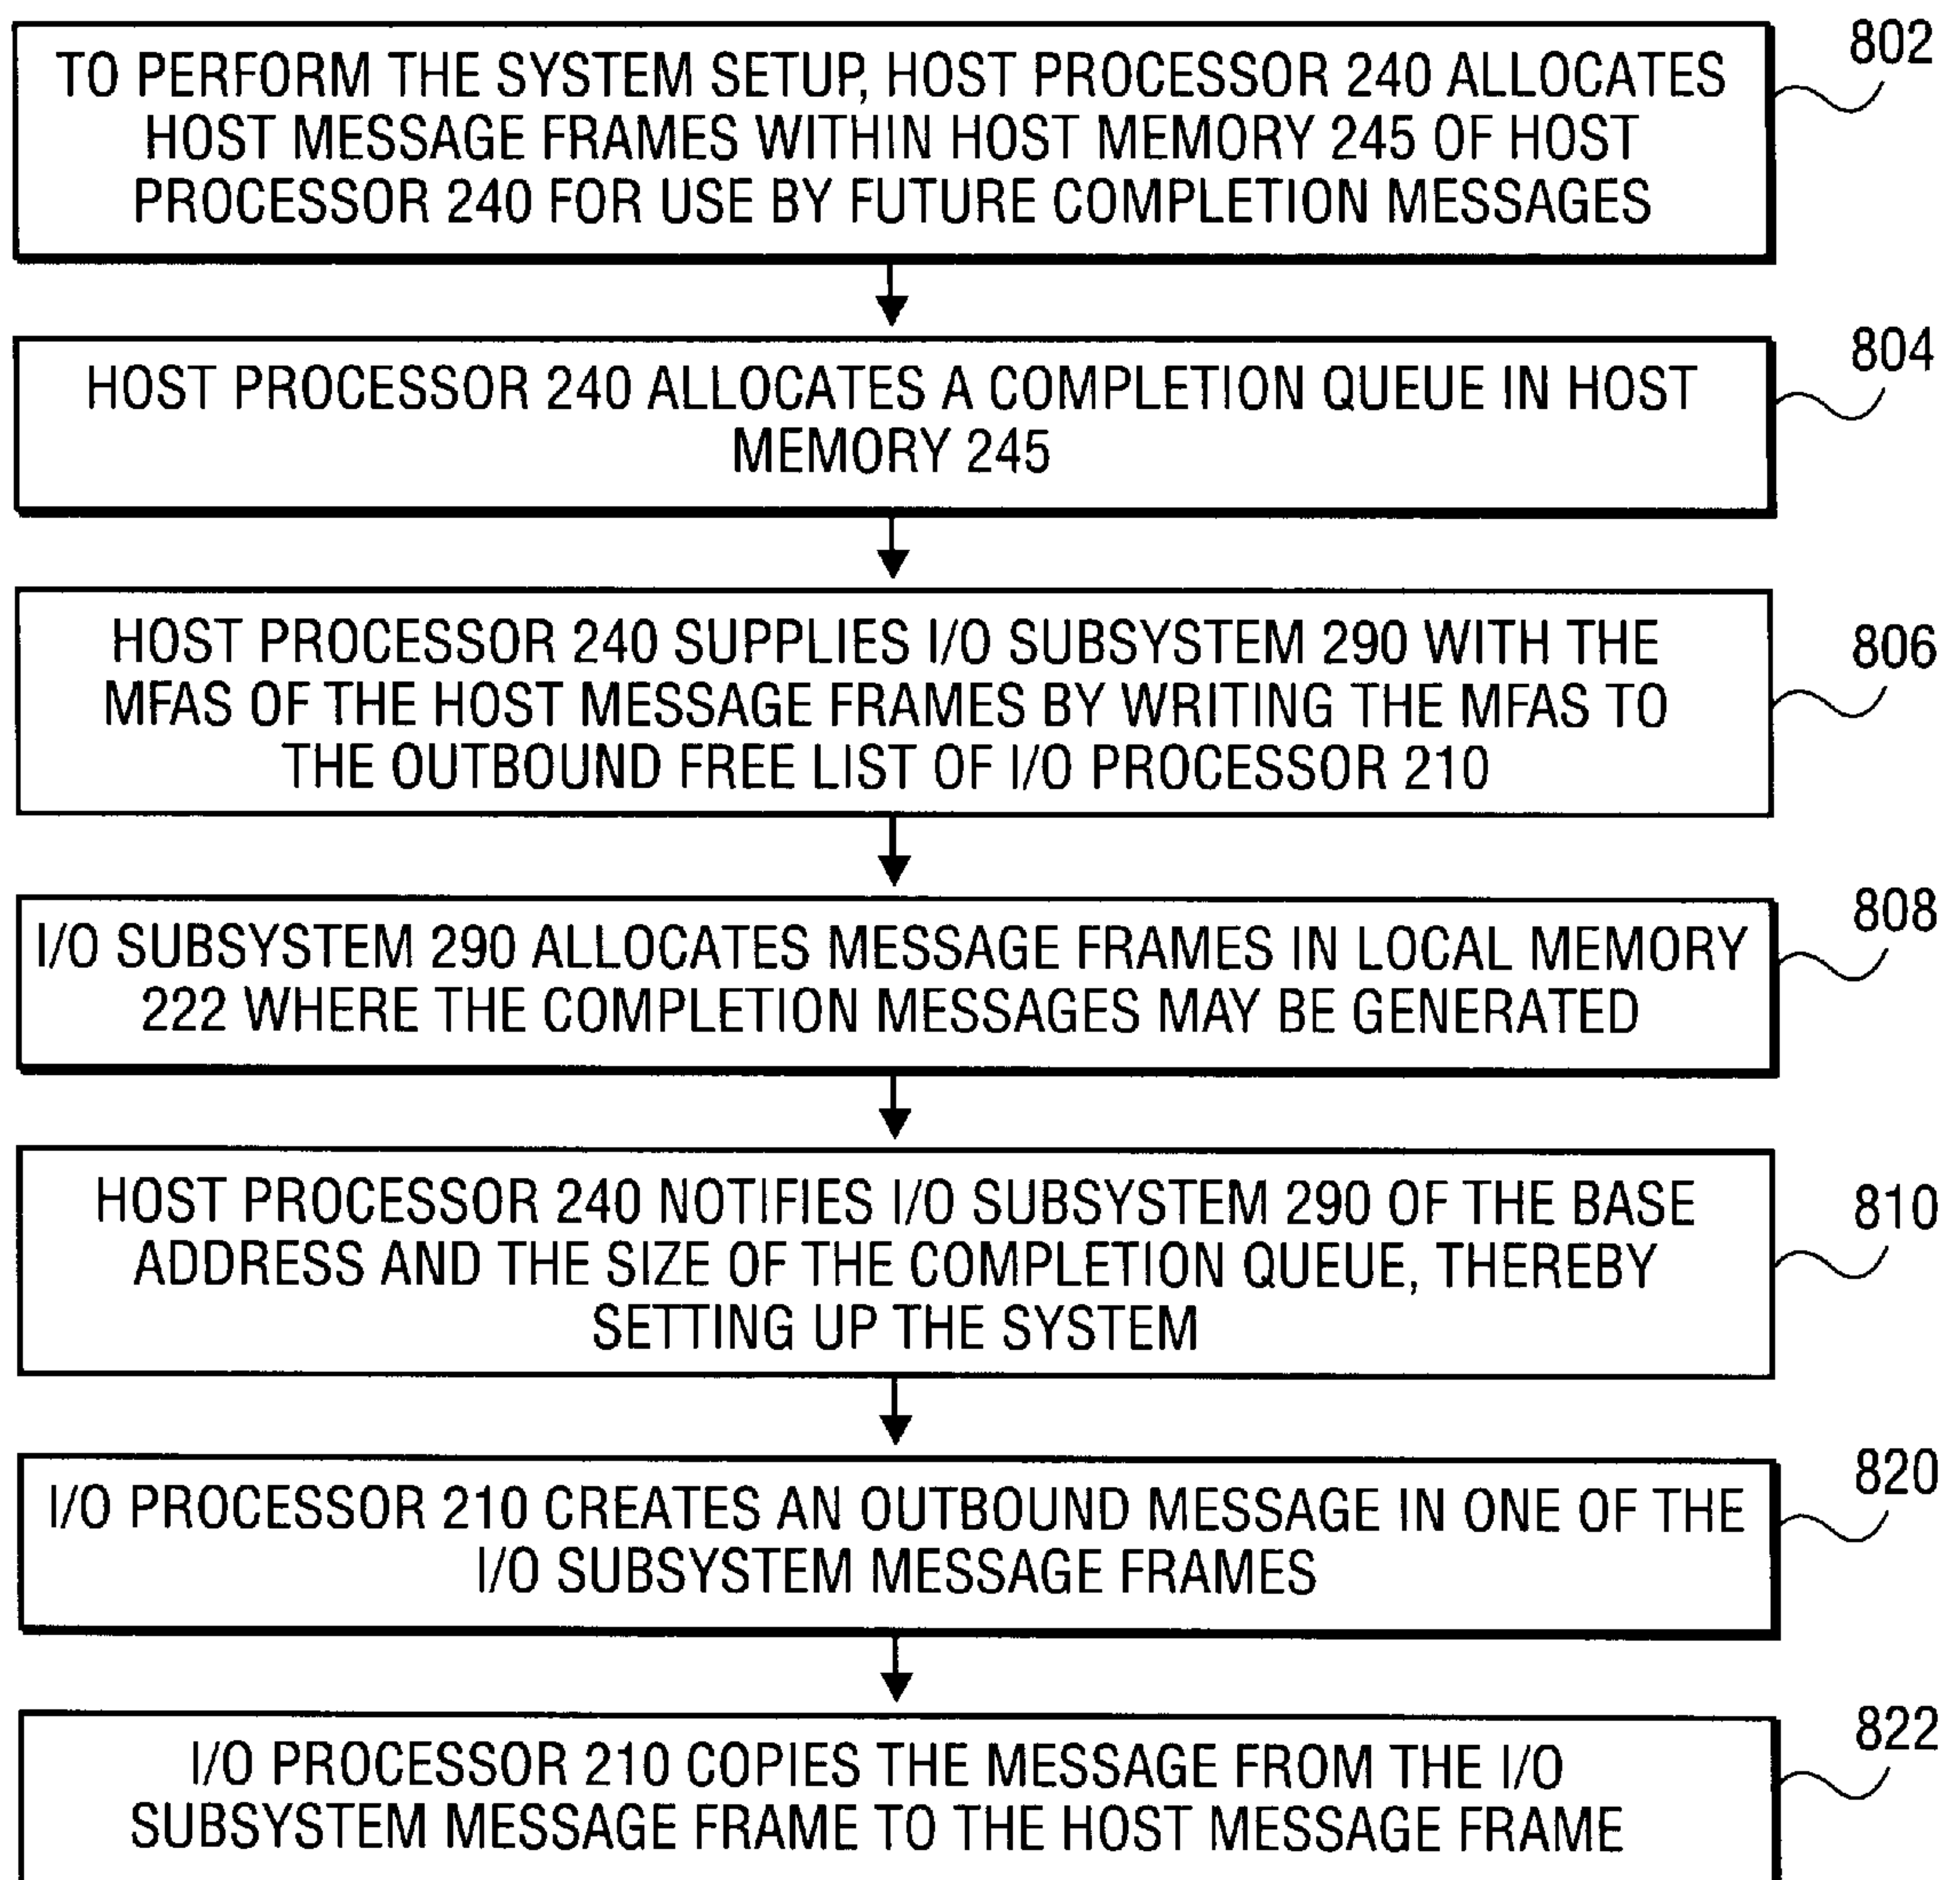 802
TO PERFORM THE SYSTEM SETUP, HOST PROCESSOR 240 ALLOCATES
HOST MESSAGE FRAMES WITHIN HOST MEMORY 245 OF HOST
PROCESSOR 240 FOR USE BY FUTURE COMPLETION MESSAGES
804
HOST PROCESSOR 240 ALLOCATES A COMPLETION QUEUE IN HOST
MEMORY 245
806
HOST PROCESSOR 240 SUPPLIES I/O SUBSYSTEM 290 WITH THE
MFAS OF THE HOST MESSAGE FRAMES BY WRITING THE MFAS TO
THE OUTBOUND FREE LIST OF I/O PROCESSOR 210
808
I/O SUBSYSTEM 290 ALLOCATES MESSAGE FRAMES IN LOCAL MEMORY
222 WHERE THE COMPLETION MESSAGES MAY BE GENERATED
810
HOST PROCESSOR 240 NOTIFIES I/O SUBSYSTEM 290 OF THE BASE
ADDRESS AND THE SIZE OF THE COMPLETION QUEUE, THEREBY
SETTING UP THE SYSTEM
820
I/O PROCESSOR 210 CREATES AN OUTBOUND MESSAGE IN ONE OF THE
I/O SUBSYSTEM MESSAGE FRAMES
822
I/O PROCESSOR 210 COPIES THE MESSAGE FROM THE I/O
SUBSYSTEM MESSAGE FRAME TO THE HOST MESSAGE FRAME